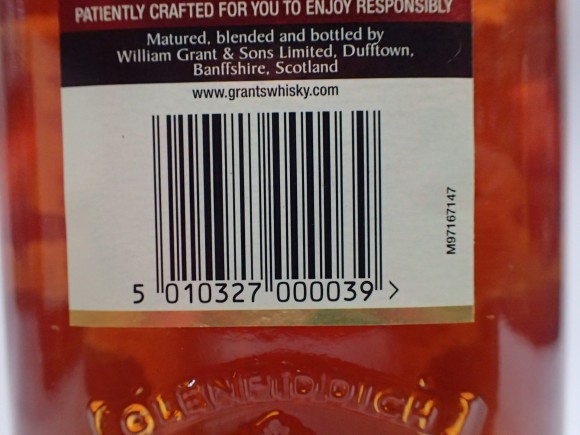 PATIENTLY CRAFTED FOR YOU TO ENJOY RESPONSIBLY
Matured, blended and bottled by
William Grant & Sons Limited, Dufftown,
Banffshire, Scotland
www.grantswhisky.com
M97167147
5 010327 000039 >
GLENFIDDICH